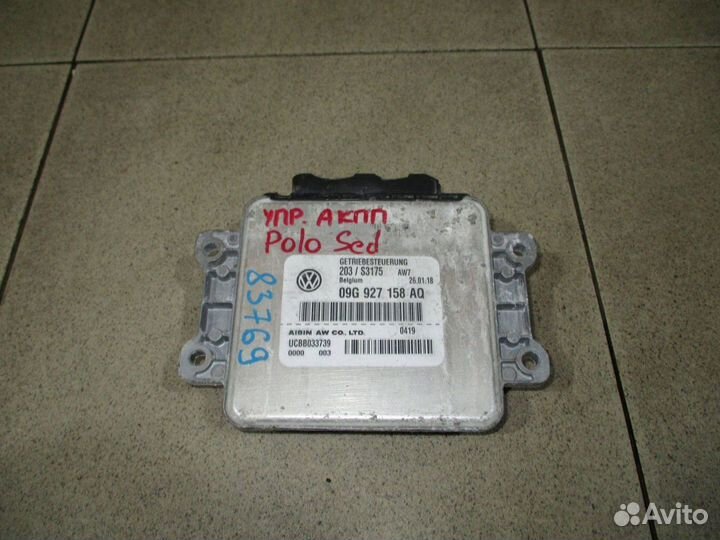 УПР. АКПП
Polo Sed
83769
GETRIEBESTEUERUNG
203 / S3175 AW7
Belgium 26.01.18
09G 927 158 AQ
AISIN AW CO., LTD. 0419
UCBB033739
0000 003
Avito